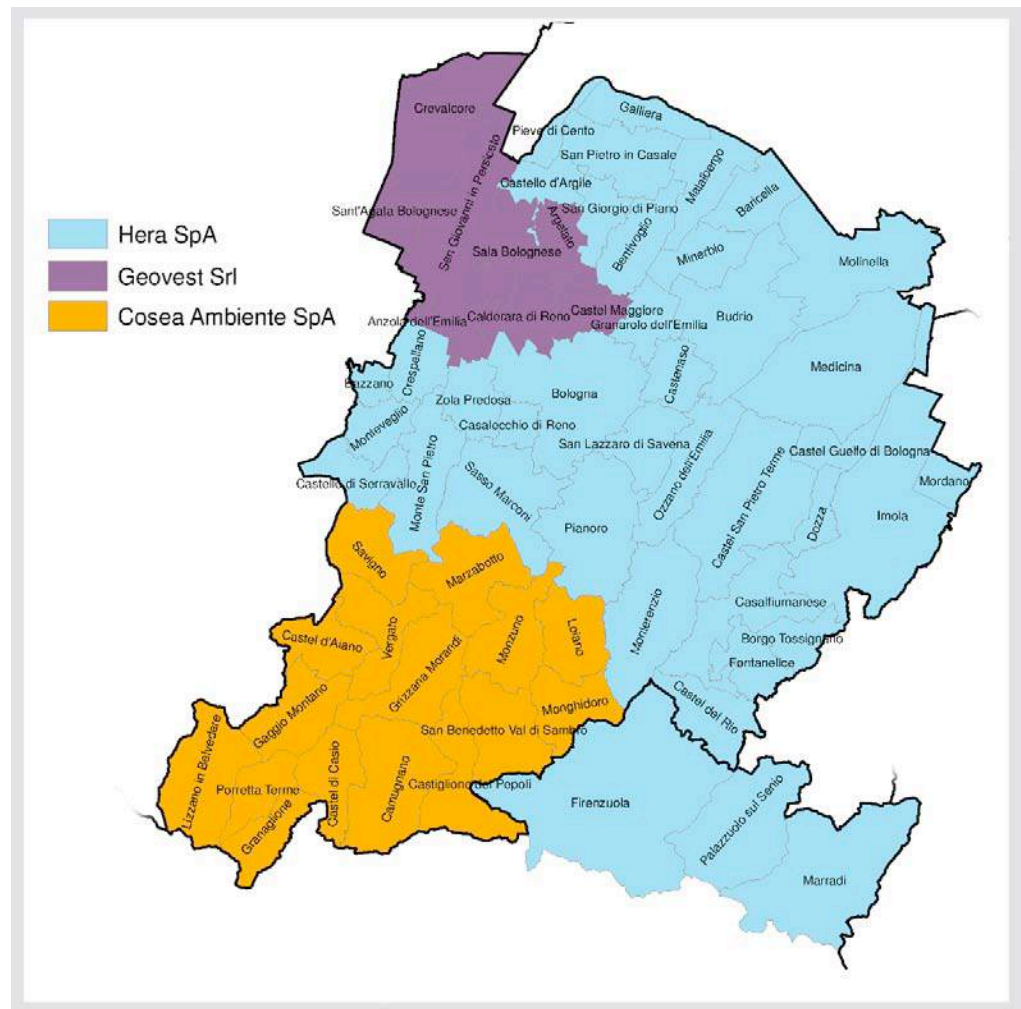 Hera SpA
Geovest Srl
Cosea Ambiente SpA
Crevalcore
Galliera
Pieve di Cento
San Pietro in Casale
San Giovanni in Persiceto
Malalbergo
Castello d'Argile
Baricella
Sant'Agata Bolognese
San Giorgio di Piano
Argelato
Bentivoglio
Sala Bolognese
Minerbio
Molinella
Castel Maggiore
Calderara di Reno
Anzola dell'Emilia
Granarolo dell'Emilia
Budrio
Crespellano
Castenaso
Medicina
Bazzano
Zola Predosa
Bologna
Monteveglio
Casalecchio di Reno
San Lazzaro di Savena
Castel Guelfo di Bologna
Monte San Pietro
Ozzano dell'Emilia
Castel San Pietro Terme
Castello di Serravalle
Sasso Marconi
Mordano
Dozza
Imola
Pianoro
Savigno
Marzabotto
Casalfiumanese
Monterenzio
Loiano
Monzuno
Vergato
Castel d'Aiano
Borgo Tossignano
Fontanelice
Grizzana Morandi
Gaggio Montano
Castel del Rio
Monghidoro
San Benedetto Val di Sambro
Lizzano in Belvedere
Porretta Terme
Castel di Casio
Camugnano
Castiglione dei Pepoli
Granaglione
Firenzuola
Palazzuolo sul Senio
Marradi